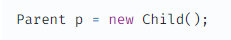 Parent p = new Child();